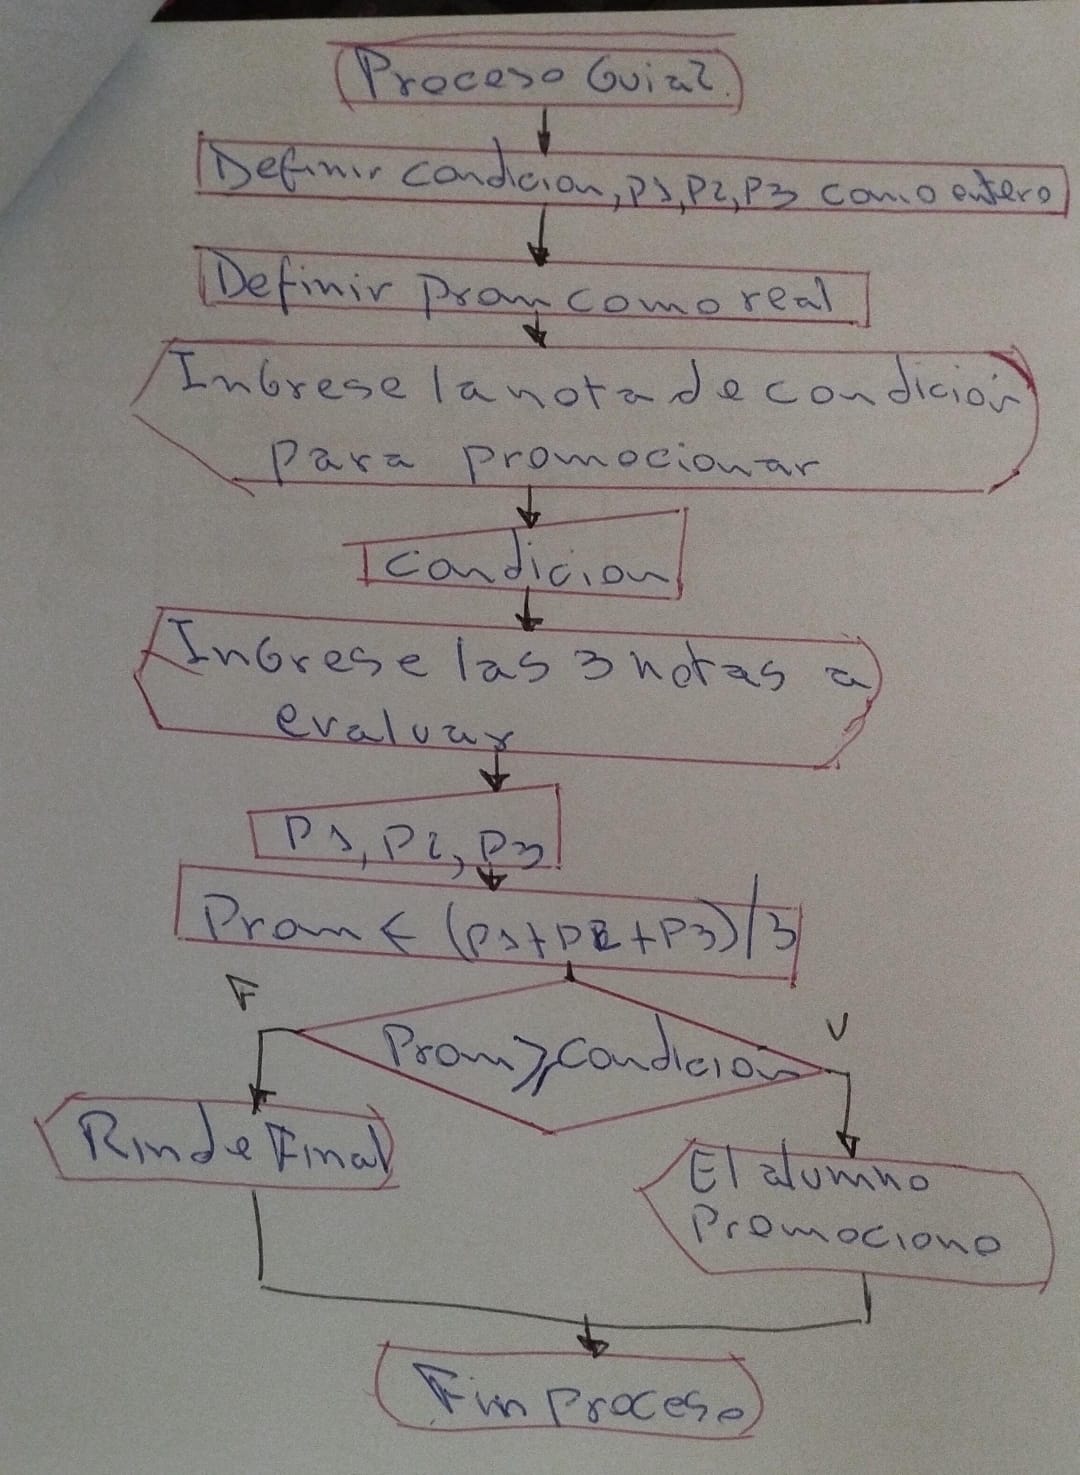 Proceso Guia2.
Definir condicion, P1, P2, P3 como entero
Definir prom como real
InGrese la nota de condición
para promocionar
Condicion
InGrese las 3 notas a
evaluar
P1, P2, P3
Prom ← (P1+P2+P3)/3
F
V
Prom ⩾ Condicion
Rinde Final
El alumno
Promociono
Fin Proceso